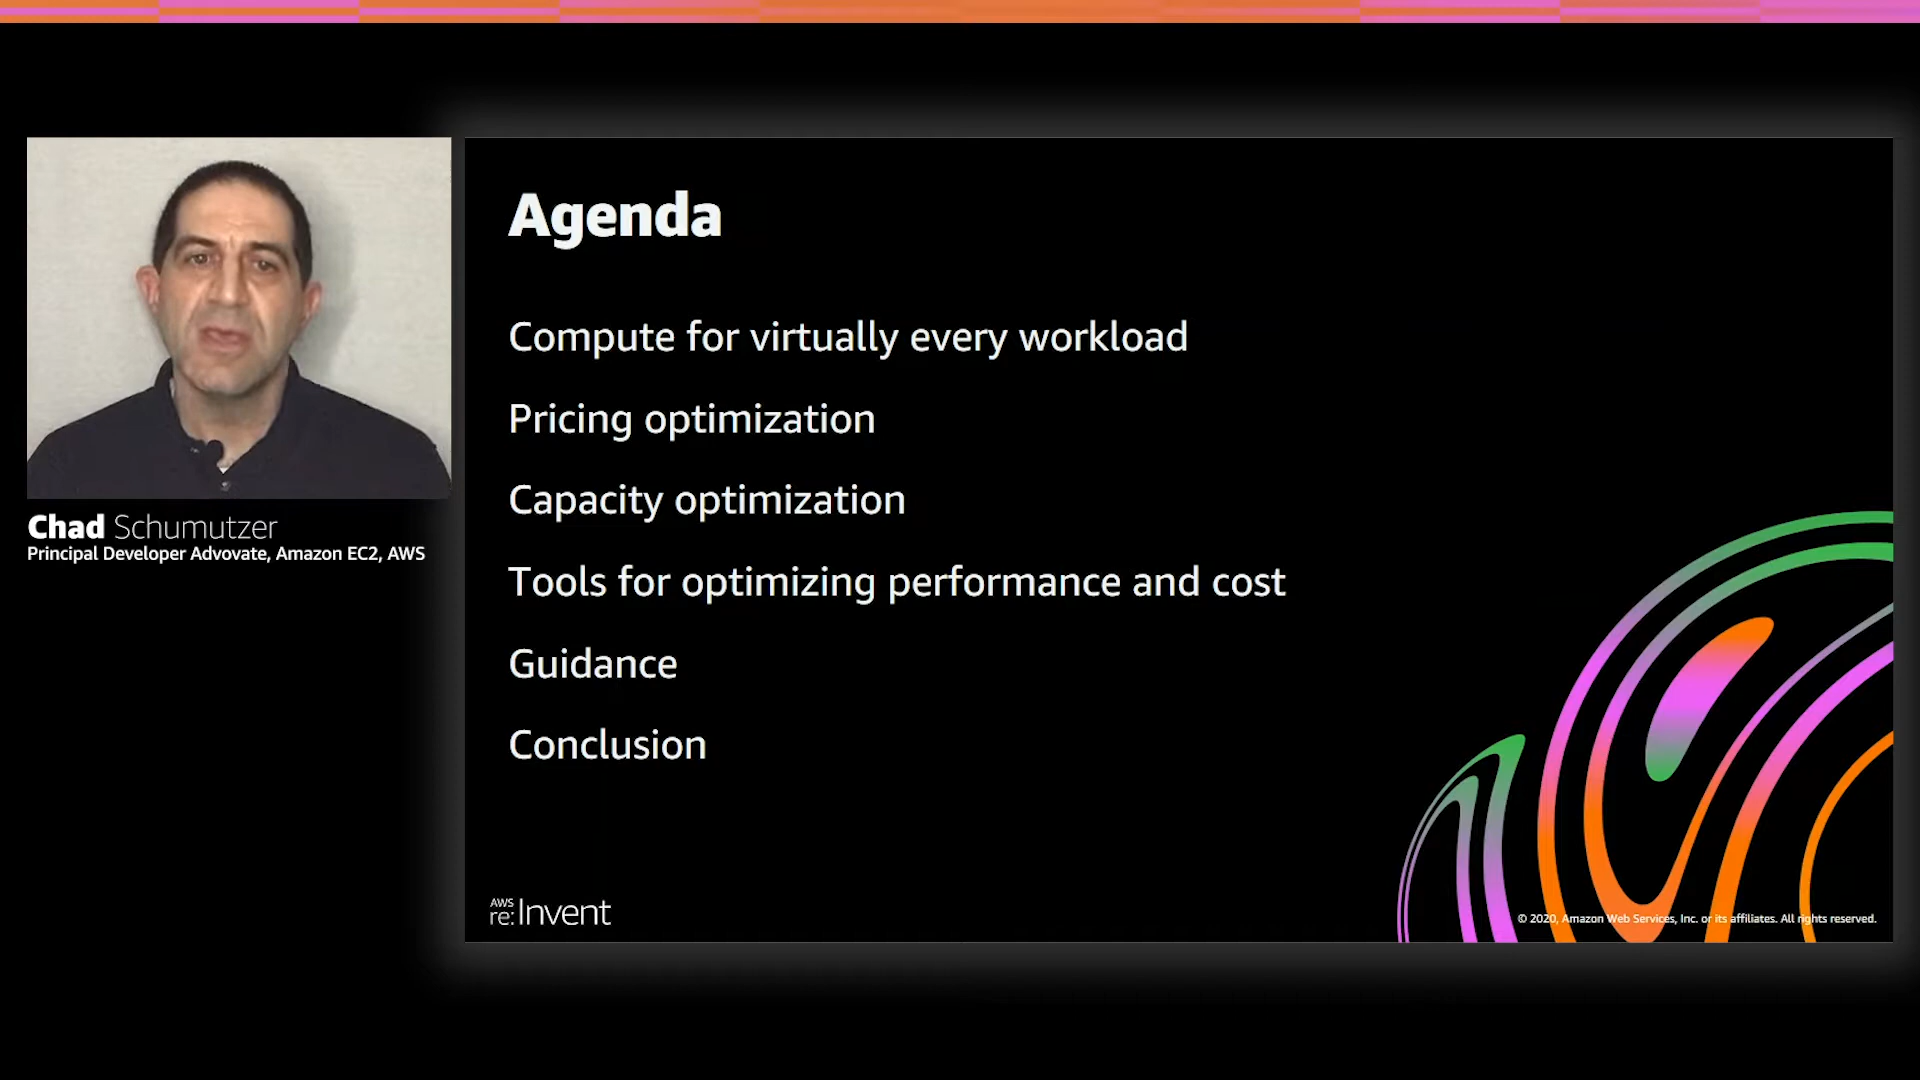 Chad Schumutzer
Principal Developer Advovate, Amazon EC2, AWS
Agenda
Compute for virtually every workload
Pricing optimization
Capacity optimization
Tools for optimizing performance and cost
Guidance
Conclusion
AWS
re:Invent
© 2020, Amazon Web Services, Inc. or its affiliates. All rights reserved.